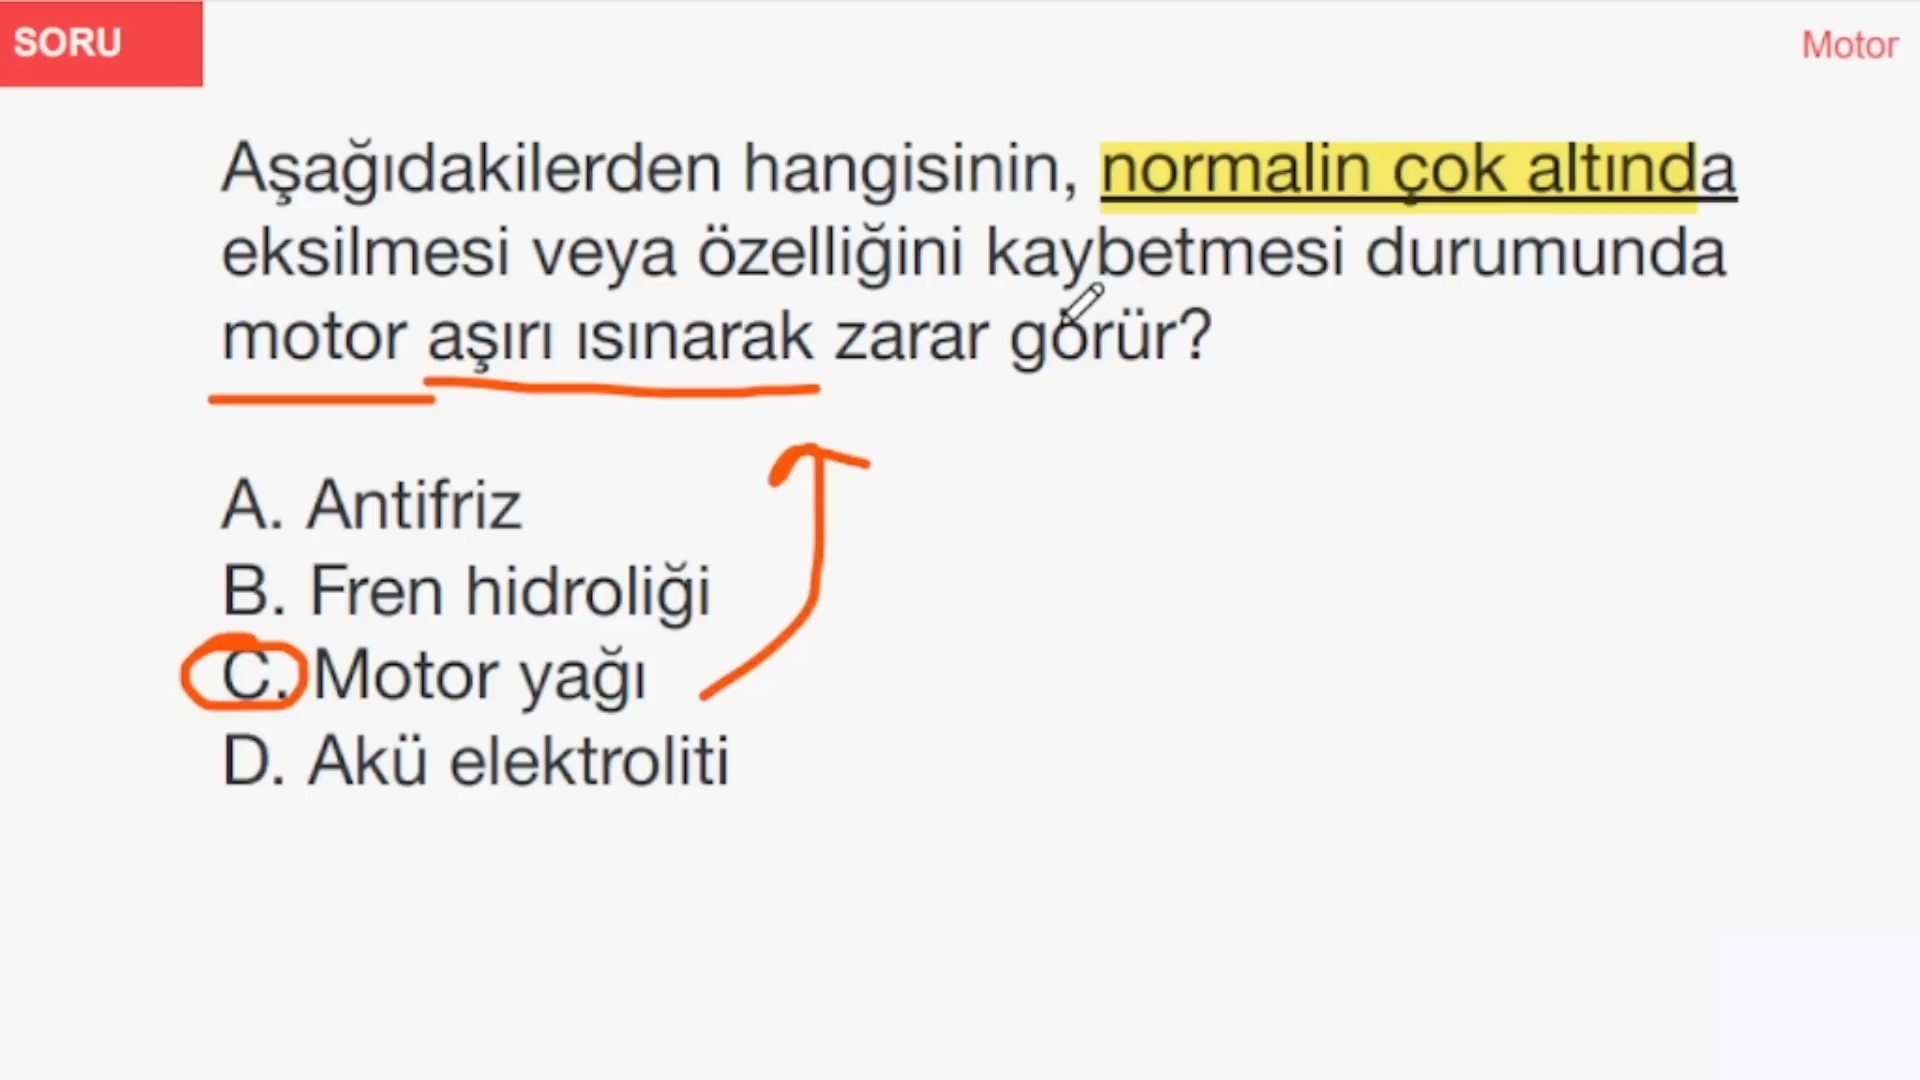 SORU
Motor
Aşağıdakilerden hangisinin, normalin çok altında
eksilmesi veya özelliğini kaybetmesi durumunda
motor aşırı ısınarak zarar görür?
A. Antifriz
B. Fren hidroliği
C. Motor yağı
D. Akü elektroliti